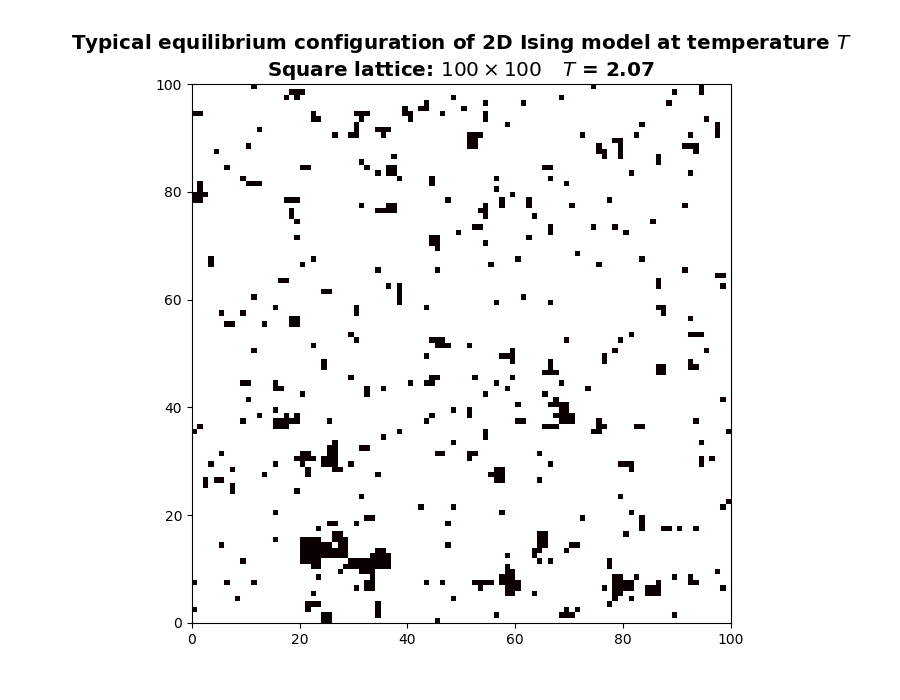 Typical equilibrium configuration of 2D Ising model at temperature T
Square lattice: 100 × 100 T = 2.07
100
80
60
40
20
0
0 20 40 60 80 100